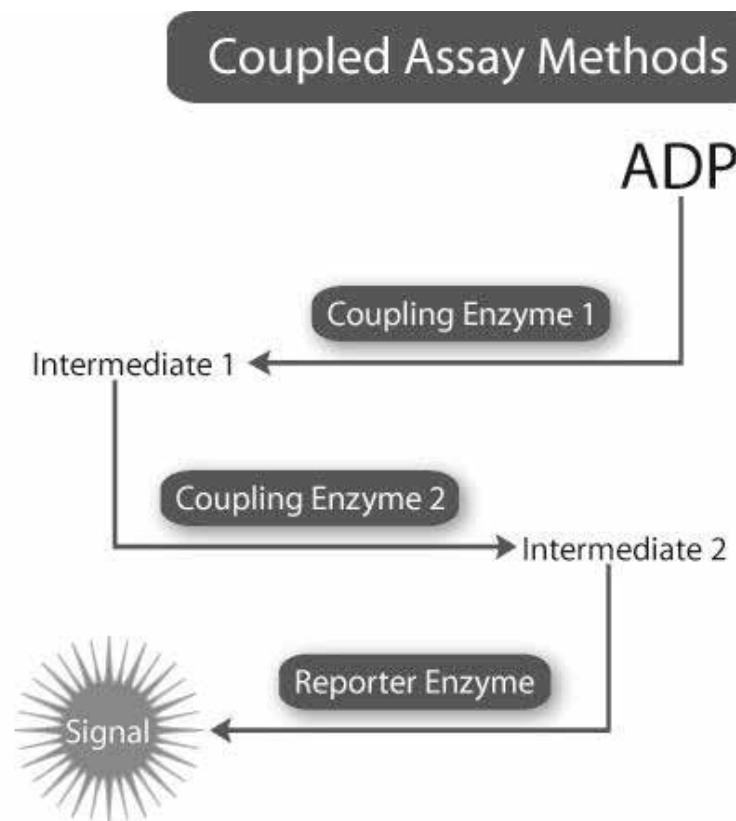 Coupled Assay Methods
ADP
Coupling Enzyme 1
Intermediate 1
Coupling Enzyme 2
Intermediate 2
Reporter Enzyme
Signal